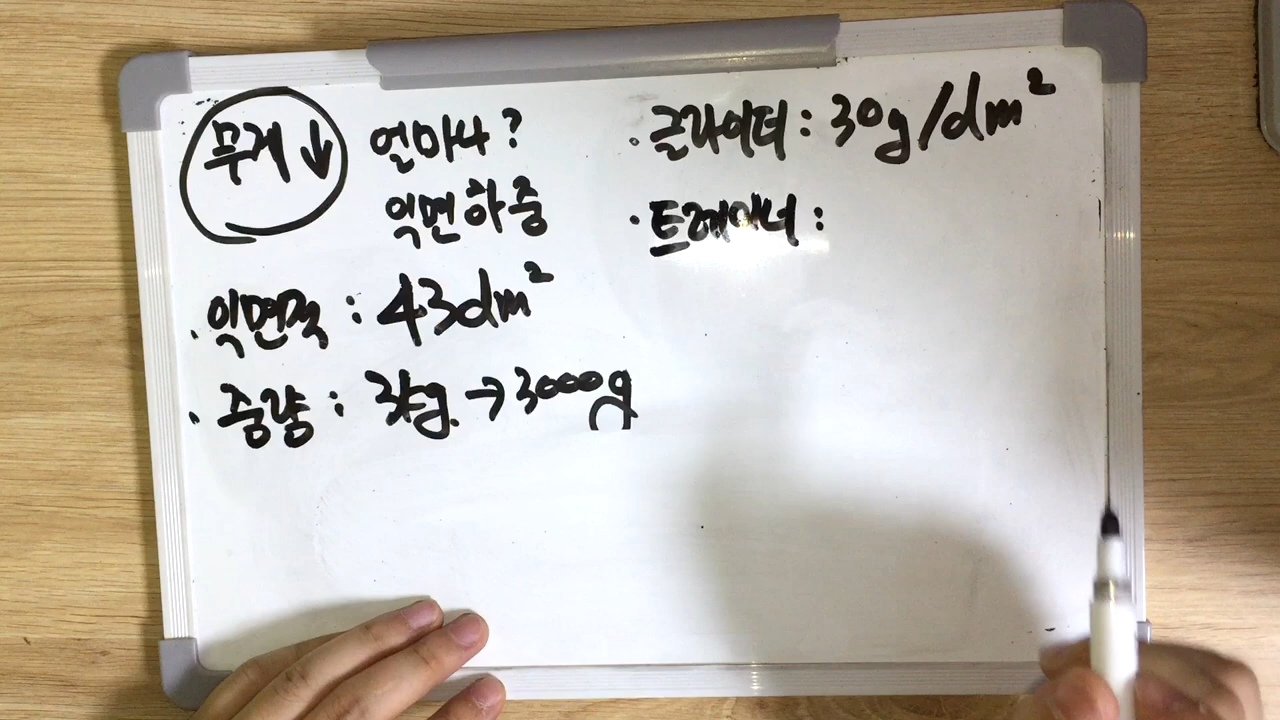 무게↓ 얼마나?
익면하중
· 익면적 : 43dm²
· 중량 : 3kg. → 3000g
· 글라이더 : 30g/dm²
· 트레이너 :